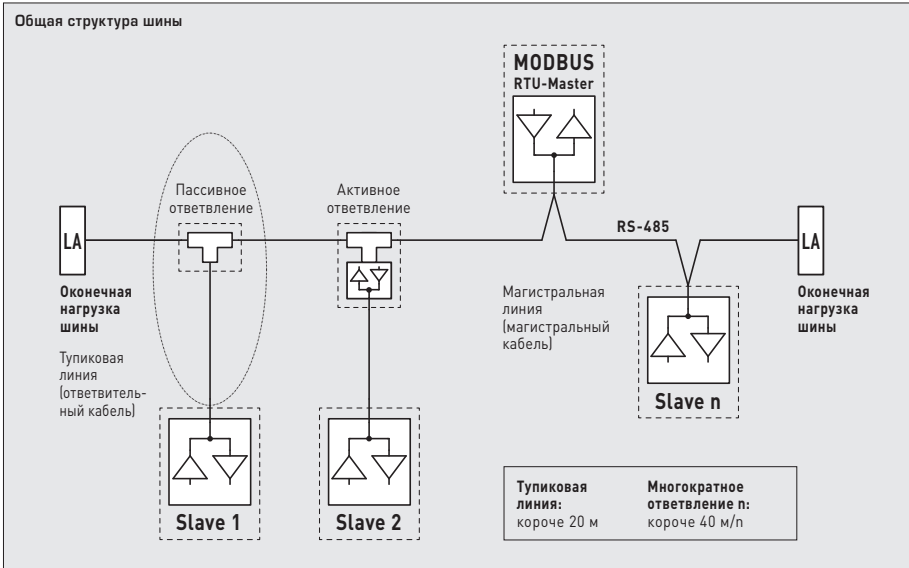 Общая структура шины
MODBUS
RTU-Master
Пассивное
ответвление
Активное
ответвление
RS-485
LA
LA
Оконечная
нагрузка
шины
Магистральная
линия
(магистральный
кабель)
Оконечная
нагрузка
шины
Тупиковая
линия
(ответвитель-
ный кабель)
Slave n
Slave 1
Slave 2
Тупиковая
линия:
короче 20 м
Многократное
ответвление n:
короче 40 м/n